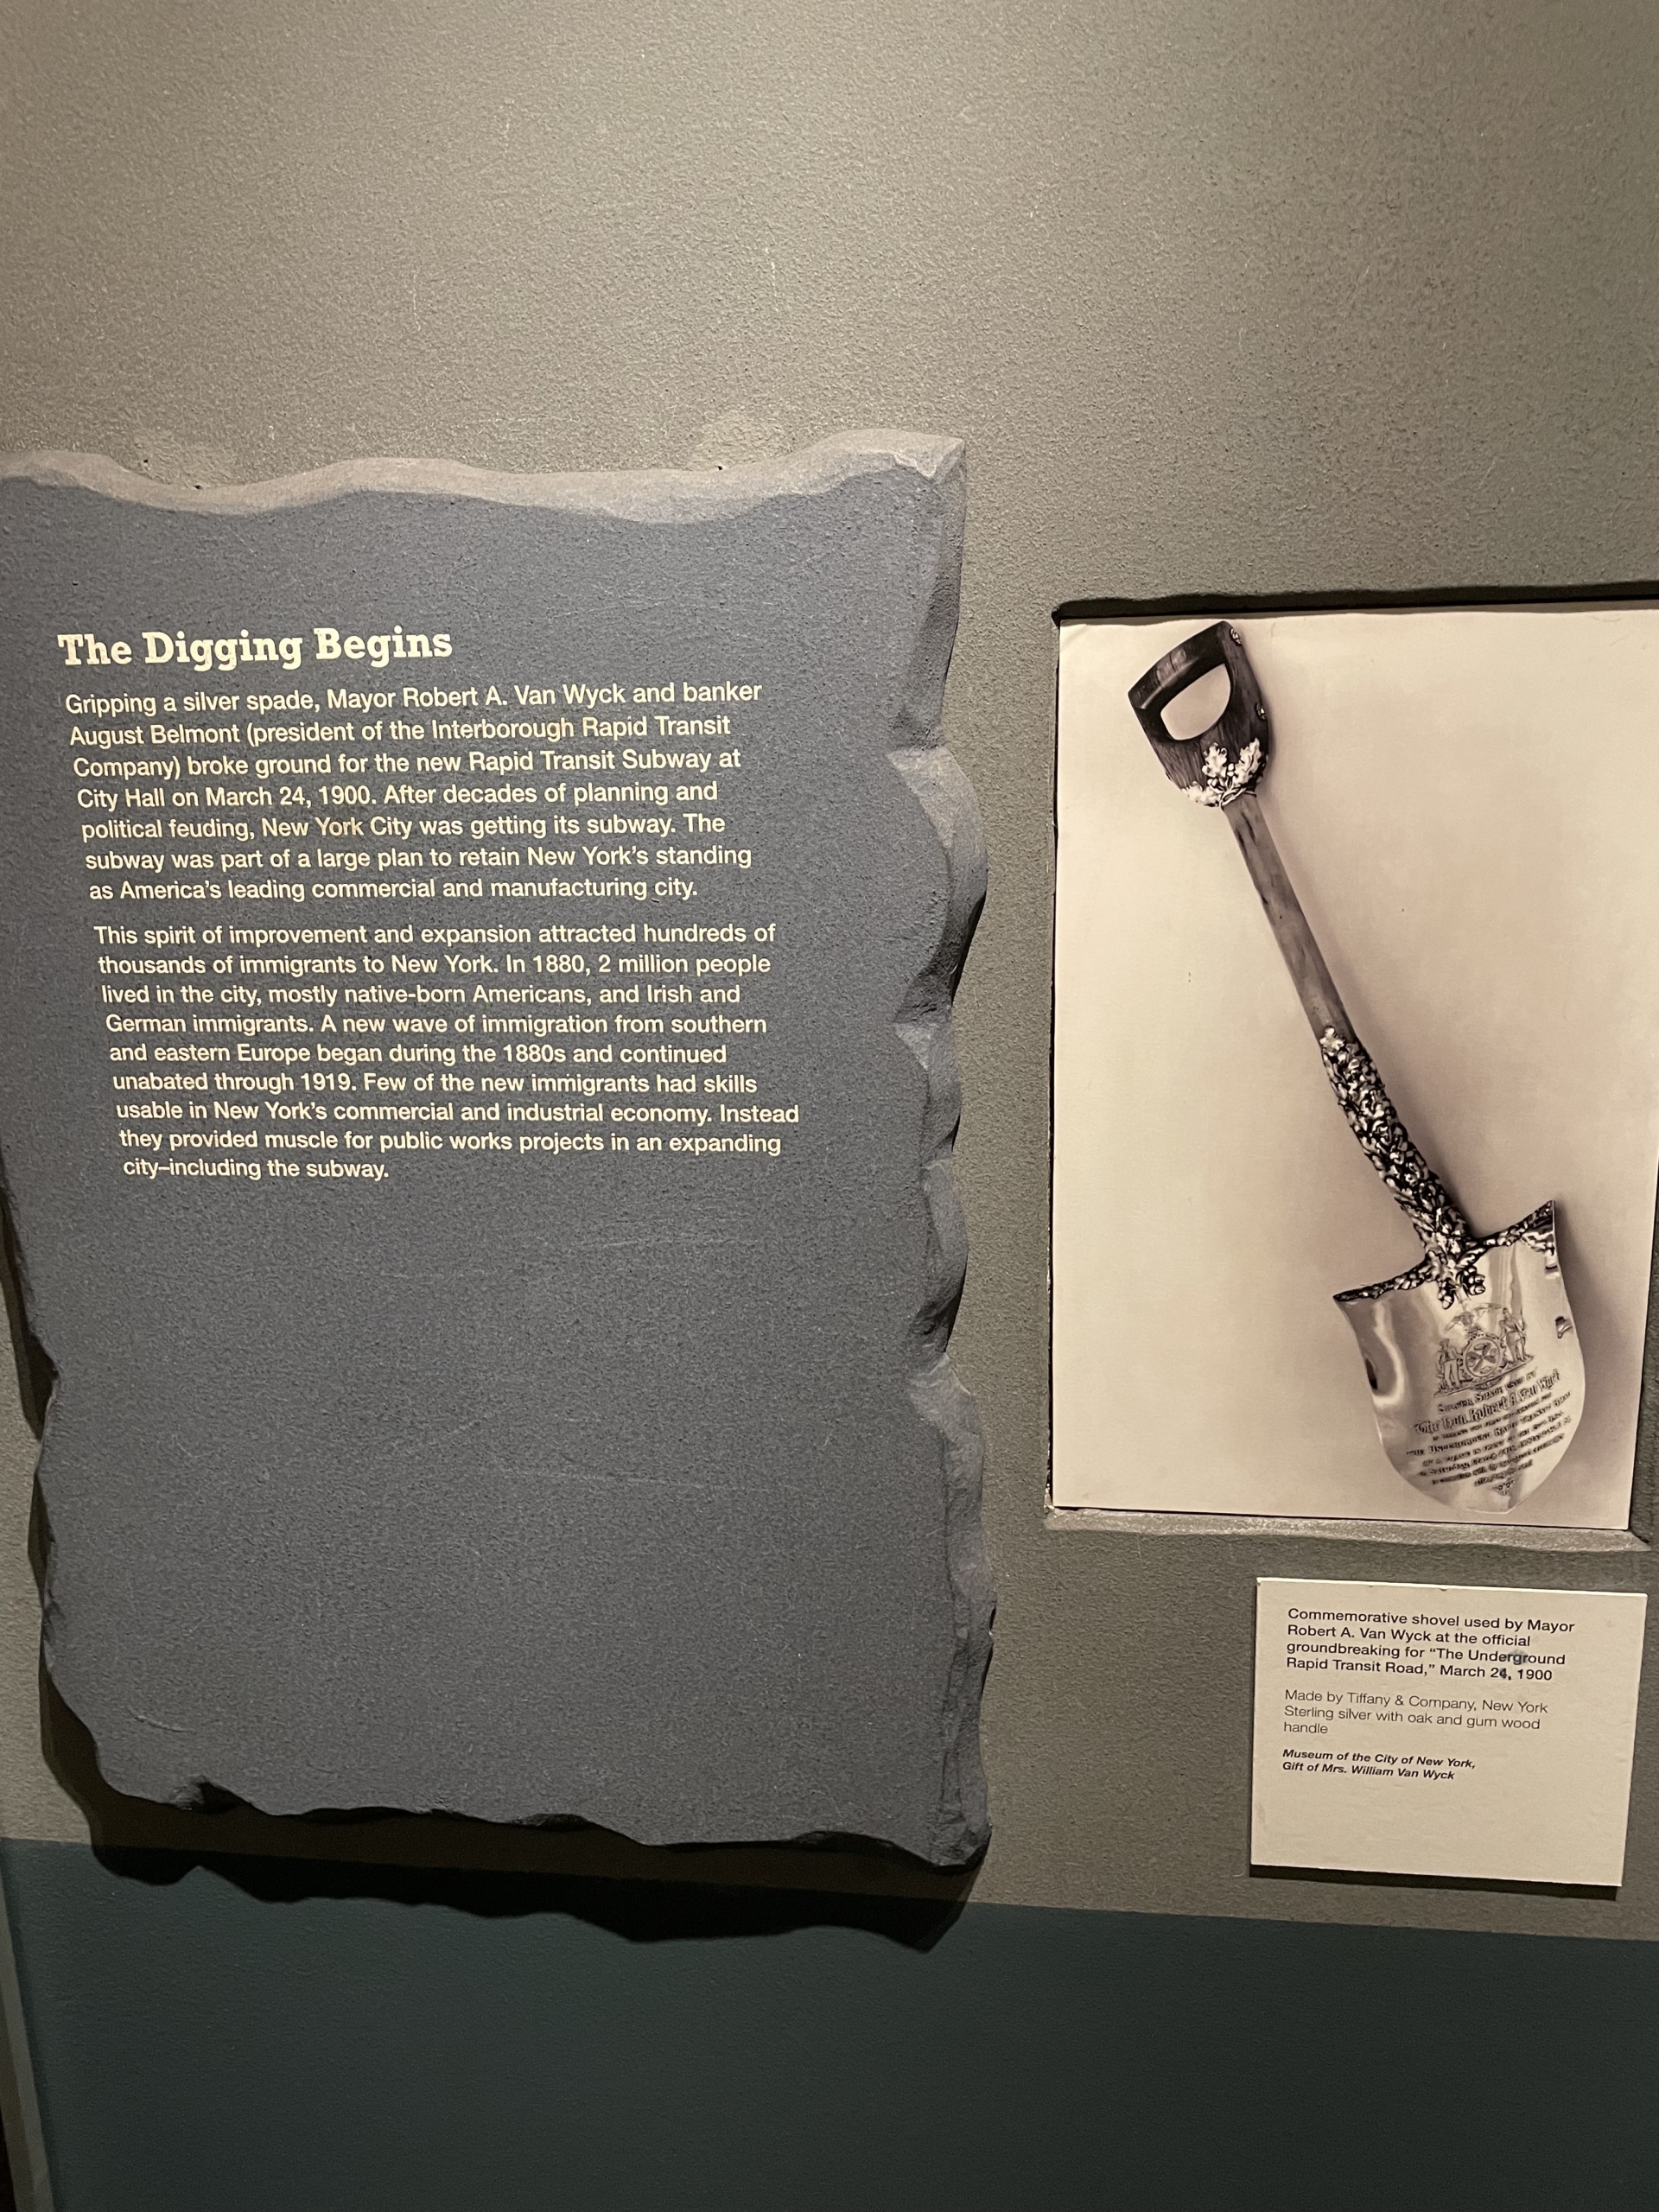 The Digging Begins
Gripping a silver spade, Mayor Robert A. Van Wyck and banker
August Belmont (president of the Interborough Rapid Transit
Company) broke ground for the new Rapid Transit Subway at
City Hall on March 24, 1900. After decades of planning and
political feuding, New York City was getting its subway. The
subway was part of a large plan to retain New York's standing
as America's leading commercial and manufacturing city.
This spirit of improvement and expansion attracted hundreds of
thousands of immigrants to New York. In 1880, 2 million people
lived in the city, mostly native-born Americans, and Irish and
German immigrants. A new wave of immigration from southern
and eastern Europe began during the 1880s and continued
unabated through 1919. Few of the new immigrants had skills
usable in New York's commercial and industrial economy. Instead
they provided muscle for public works projects in an expanding
city–including the subway.
The Hon. Robert A. Van Wyck
Commemorative shovel used by Mayor
Robert A. Van Wyck at the official
groundbreaking for “The Underground
Rapid Transit Road,” March 24, 1900
Made by Tiffany & Company, New York
Sterling silver with oak and gum wood
handle
Museum of the City of New York,
Gift of Mrs. William Van Wyck